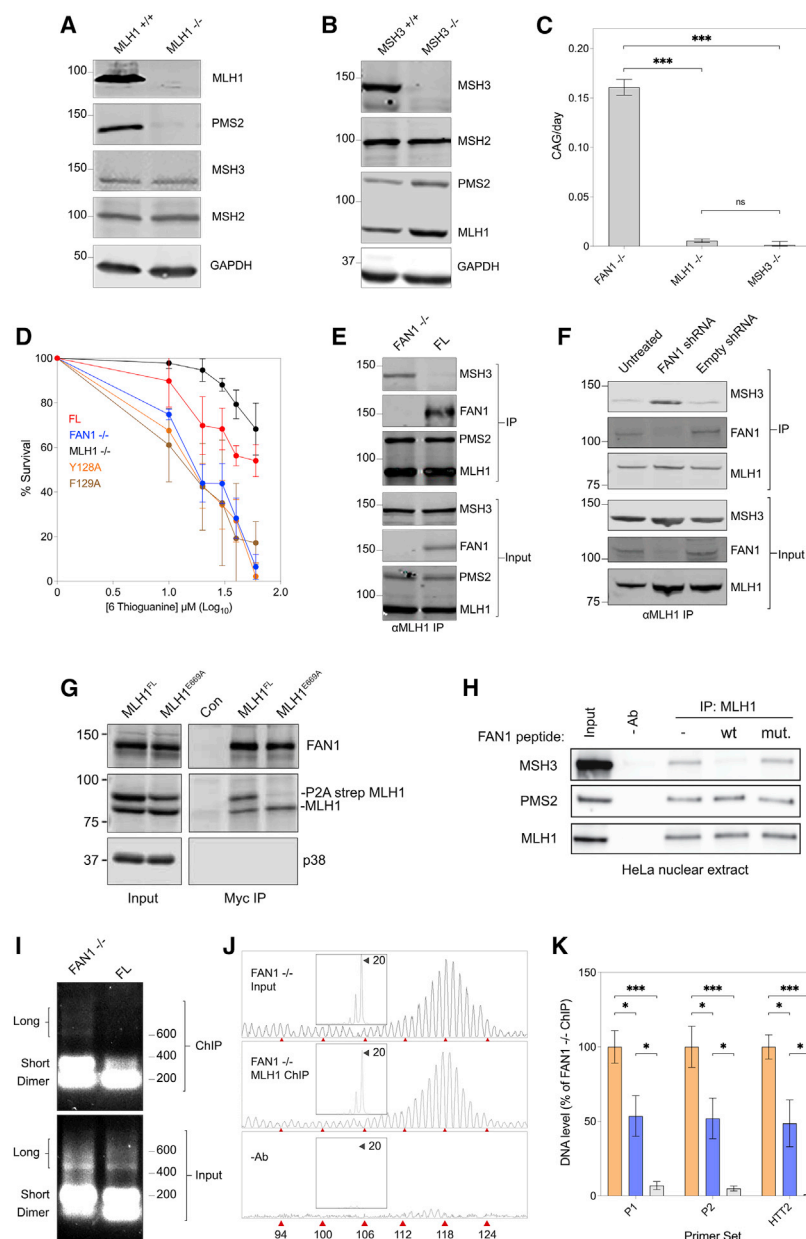 A
MLH1 +/+
MLH1 -/-
100
MLH1
150
PMS2
150
MSH3
100
MSH2
50
GAPDH
B
MSH3 +/+
MSH3 -/-
150
MSH3
100
MSH2
PMS2
100
MLH1
37
GAPDH
C
***
***
ns
CAG/day
0.20
0.15
0.10
0.05
0
FAN1 -/-
MLH1 -/-
MSH3 -/-
D
% Survival
100
80
60
40
20
0
FL
FAN1 -/-
MLH1 -/-
Y128A
F129A
0.0
0.5
1.0
1.5
2.0
[6 Thioguanine] µM (Log10)
E
FAN1 -/-
FL
150
MSH3
150
FAN1
100
PMS2
MLH1
IP
150
MSH3
150
FAN1
100
PMS2
MLH1
Input
αMLH1 IP
F
Untreated
FAN1 shRNA
Empty shRNA
150
MSH3
FAN1
100
MLH1
75
IP
150
MSH3
FAN1
100
MLH1
75
Input
αMLH1 IP
G
MLH1FL
MLH1E669A
Con
MLH1FL
MLH1E669A
150
FAN1
100
-P2A strep MLH1
-MLH1
75
37
p38
Input
Myc IP
H
Input
- Ab
IP: MLH1
FAN1 peptide:
-
wt
mut.
MSH3
PMS2
MLH1
HeLa nuclear extract
I
FAN1 -/-
FL
Long
600
Short
400
Dimer
200
ChIP
Long
600
400
Short
200
Dimer
Input
J
FAN1 -/-
Input
20
FAN1 -/-
MLH1 ChIP
20
-Ab
20
94
100
106
112
118
124
K
DNA level (% of FAN1 -/- ChIP)
150
100
50
0
***
*
*
***
*
*
***
*
*
P1
P2
HTT2
Primer Set